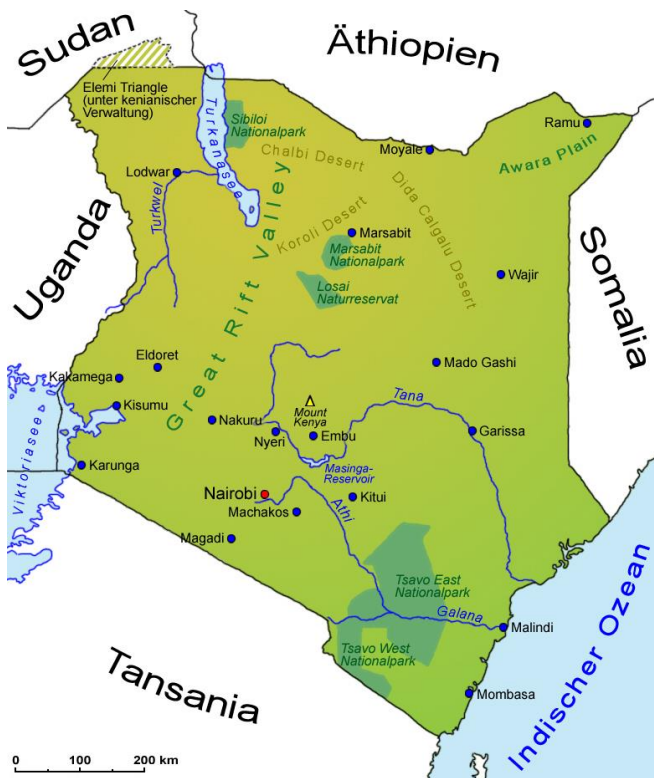 Sudan
Äthiopien
Elemi Triangle
(unter kenianischer
Verwaltung)
Turkanasee
Sibiloi
Nationalpark
Ramu
Moyale
Chalbi Desert
Awara Plain
Lodwar
Turkwel
Great Rift Valley
Koroli Desert
Dida Calgalu Desert
Marsabit
Marsabit
Nationalpark
Uganda
Somalia
Wajir
Losai
Naturreservat
Eldoret
Mado Gashi
Kakamega
Mount
Kenya
Tana
Kisumu
Nakuru
Nyeri
Embu
Garissa
Viktoriasee
Karunga
Masinga-
Reservoir
Nairobi
Athi
Kitui
Machakos
Magadi
Tsavo East
Nationalpark
Galana
Malindi
Tsavo West
Nationalpark
Tansania
Mombasa
Indischer Ozean
0 100 200 km